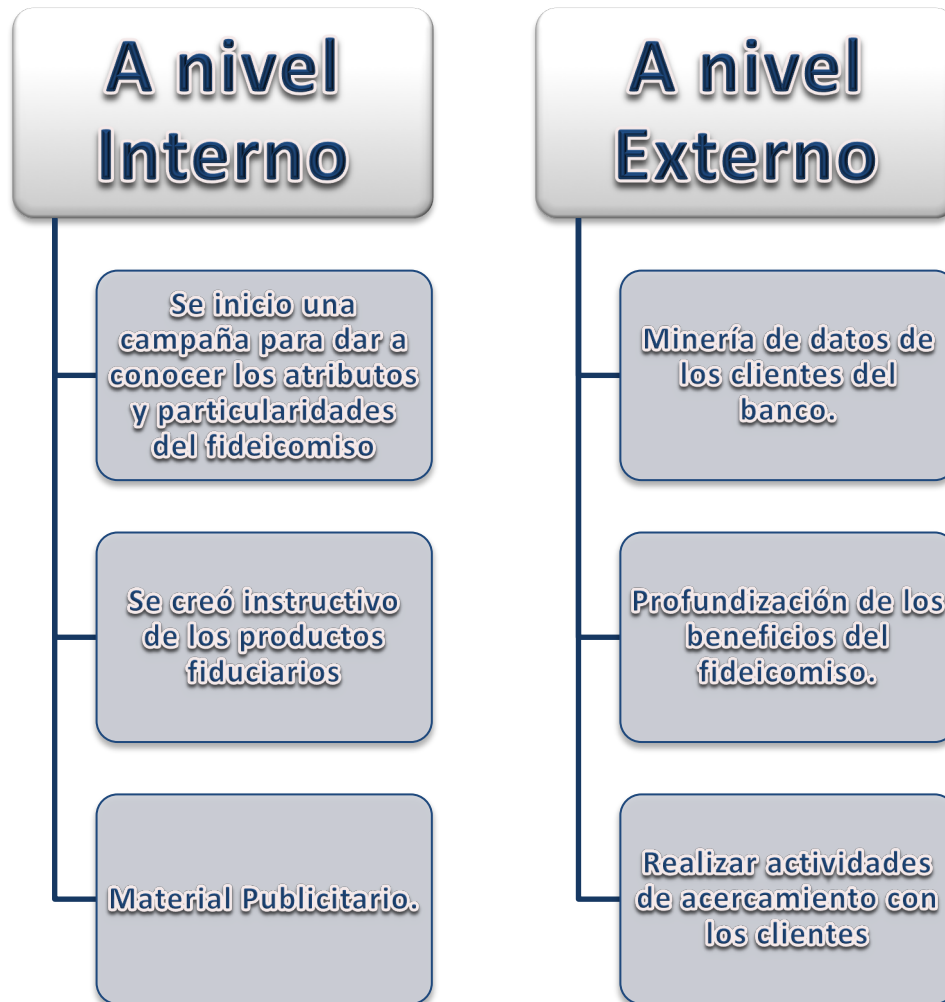 A nivel
Interno
Se inicio una
campaña para dar a
conocer los atributos
y particularidades
del fideicomiso
Se creó instructivo
de los productos
fiduciarios
Material Publicitario.
A nivel
Externo
Minería de datos de
los clientes del
banco.
Profundización de los
beneficios del
fideicomiso.
Realizar actividades
de acercamiento con
los clientes